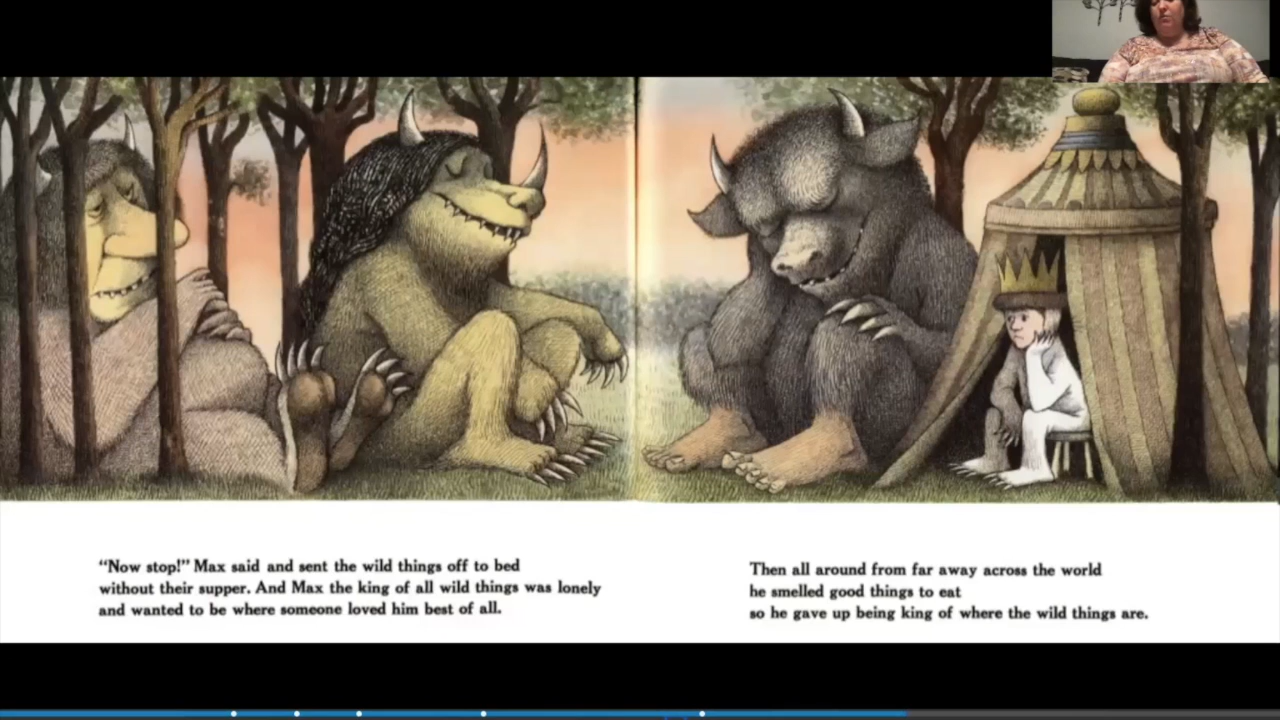 “Now stop!” Max said and sent the wild things off to bed
without their supper. And Max the king of all wild things was lonely
and wanted to be where someone loved him best of all.
Then all around from far away across the world
he smelled good things to eat
so he gave up being king of where the wild things are.